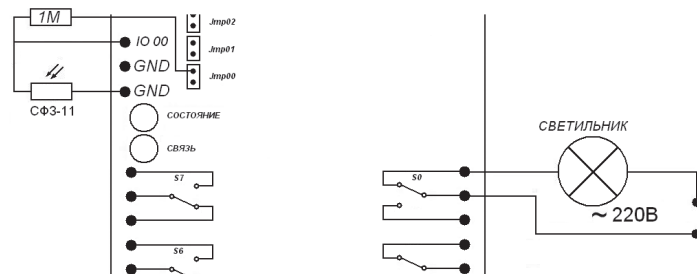 1M
Jmp02
IO 00
Jmp01
GND
Jmp00
GND
СФ3-11
СОСТОЯНИЕ
СВЯЗЬ
СВЕТИЛЬНИК
S7
S0
~ 220В
S6